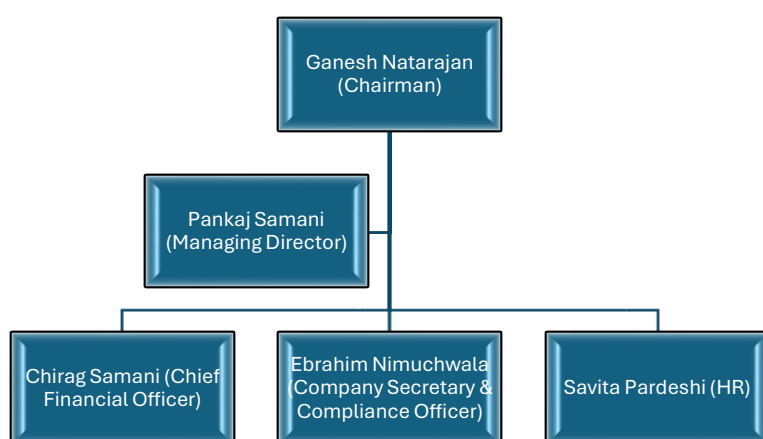 Ganesh Natarajan
(Chairman)
Pankaj Samani
(Managing Director)
Chirag Samani (Chief
Financial Officer)
Ebrahim Nimuchwala
(Company Secretary &
Compliance Officer)
Savita Pardeshi (HR)